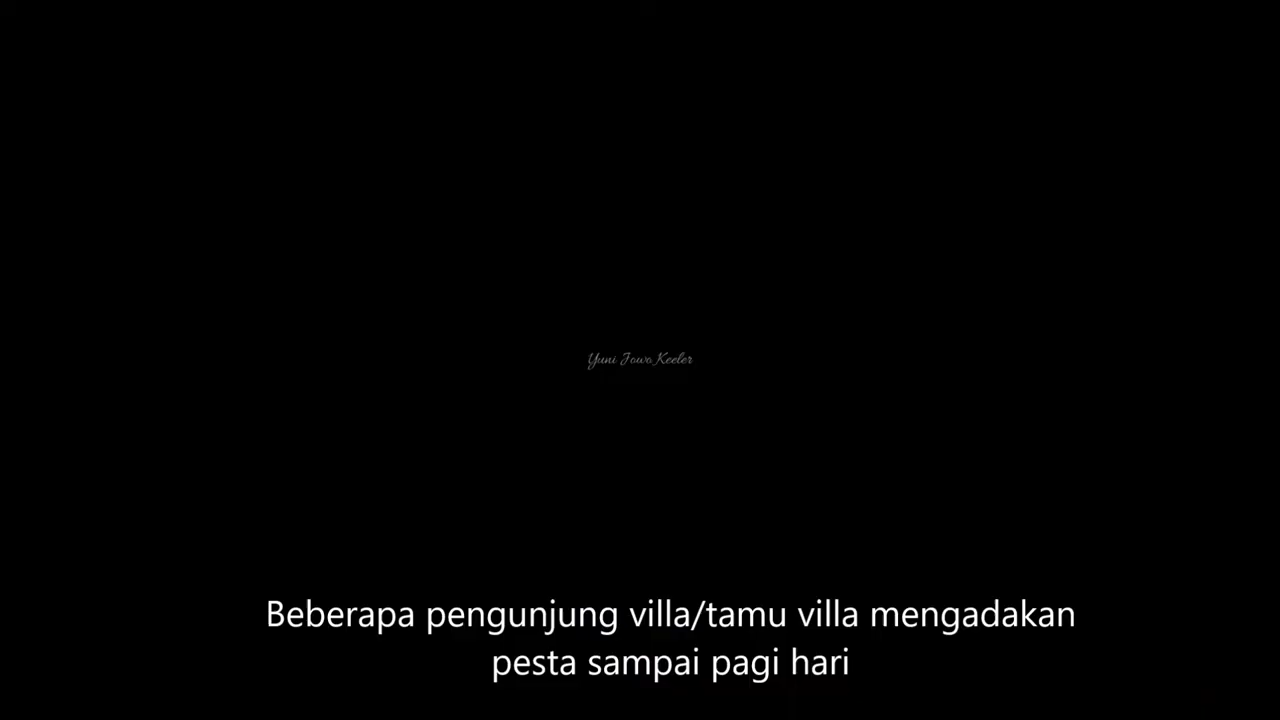 Yuni Jowo Keeler
Beberapa pengunjung villa/tamu villa mengadakan
pesta sampai pagi hari